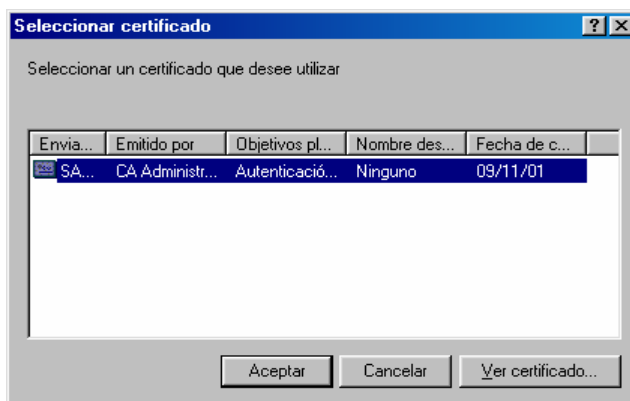 Seleccionar certificado
Seleccionar un certificado que desee utilizar
Envia... Emitido por Objetivos pl... Nombre des... Fecha de c...
SA... CA Administr... Autenticació... Ninguno 09/11/01
Aceptar Cancelar Ver certificado...